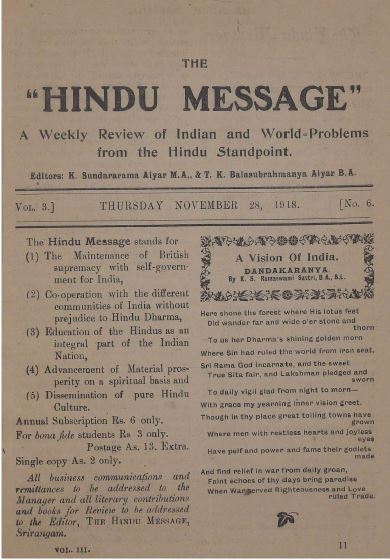 THE
"HINDU MESSAGE"
A Weekly Review of Indian and World-Problems
from the Hindu Standpoint.
Editors: K. Sundararama Aiyar M.A., & T. K. Balasubrahmanya Aiyar B.A.
VOL. 3.] THURSDAY NOVEMBER 28, 1918. [No. 6.
The Hindu Message stands for
(1) The Maintenance of British
supremacy with self-govern-
ment for India,
(2) Co-operation with the different
communities of India without
prejudice to Hindu Dharma,
(3) Education of the Hindus as an
integral part of the Indian
Nation,
(4) Advancement of Material pros-
perity on a spiritual basis and
(5) Dissemination of pure Hindu
Culture.
Annual Subscription Rs. 6 only.
For bona fide students Rs 3 only.
Postage As. 13. Extra.
Single copy As. 2 only.
All business communications and
remittances to be addressed to the
Manager and all literary contributions
and books for Review to be addressed
to the Editor, THE HINDU MESSAGE,
Srirangam.
A Vision Of India.
DANDAKARANYA.
By K. S. Ramaswami Sastri, B.A., B.L.
Here shone the forest where His lotus feet
Did wander far and wide o'er stone and
thorn
To us her Dharma's shining golden morn
Where Sin had ruled the world from iron seat.
Sri Rama God Incarnate, and the sweet
True Sita fair, and Lakshman pledged and
sworn
To daily vigil glad from night to morn—
With grace my yearning inner vision greet.
Though in thy place great toiling towns have
grown
Where men with restless hearts and joyless
eyes
Have pelf and power and fame their godlets
made
And find relief in war from daily groan,
Faint echoes of thy days bring paradise
When Wan served Righteousness and Love
ruled Trade.
VOL. III.
11